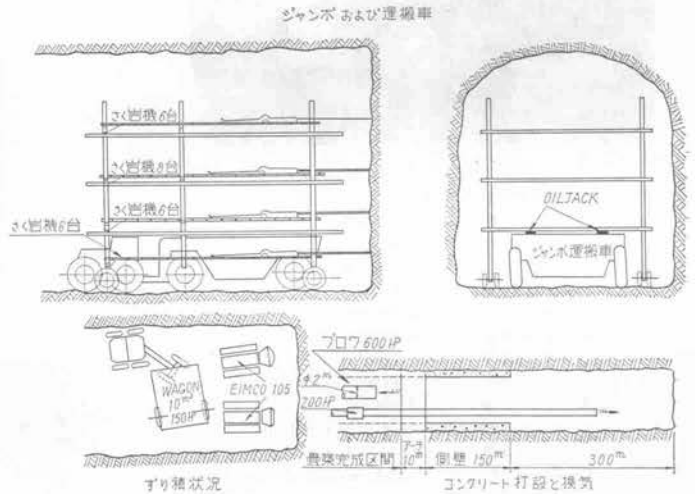 ジャンボ および 運搬車
さく岩機6台
さく岩機8台
さく岩機6台
さく岩機6台
OILJACK
ジャンボ運搬車
WAGON
10m³
150HP
EIMCO 105
ずり積状況
ブロワ 600HP
200HP
畳築完成区間
アーチ
10m
側壁 150m
300m
コンクリート打設と換気